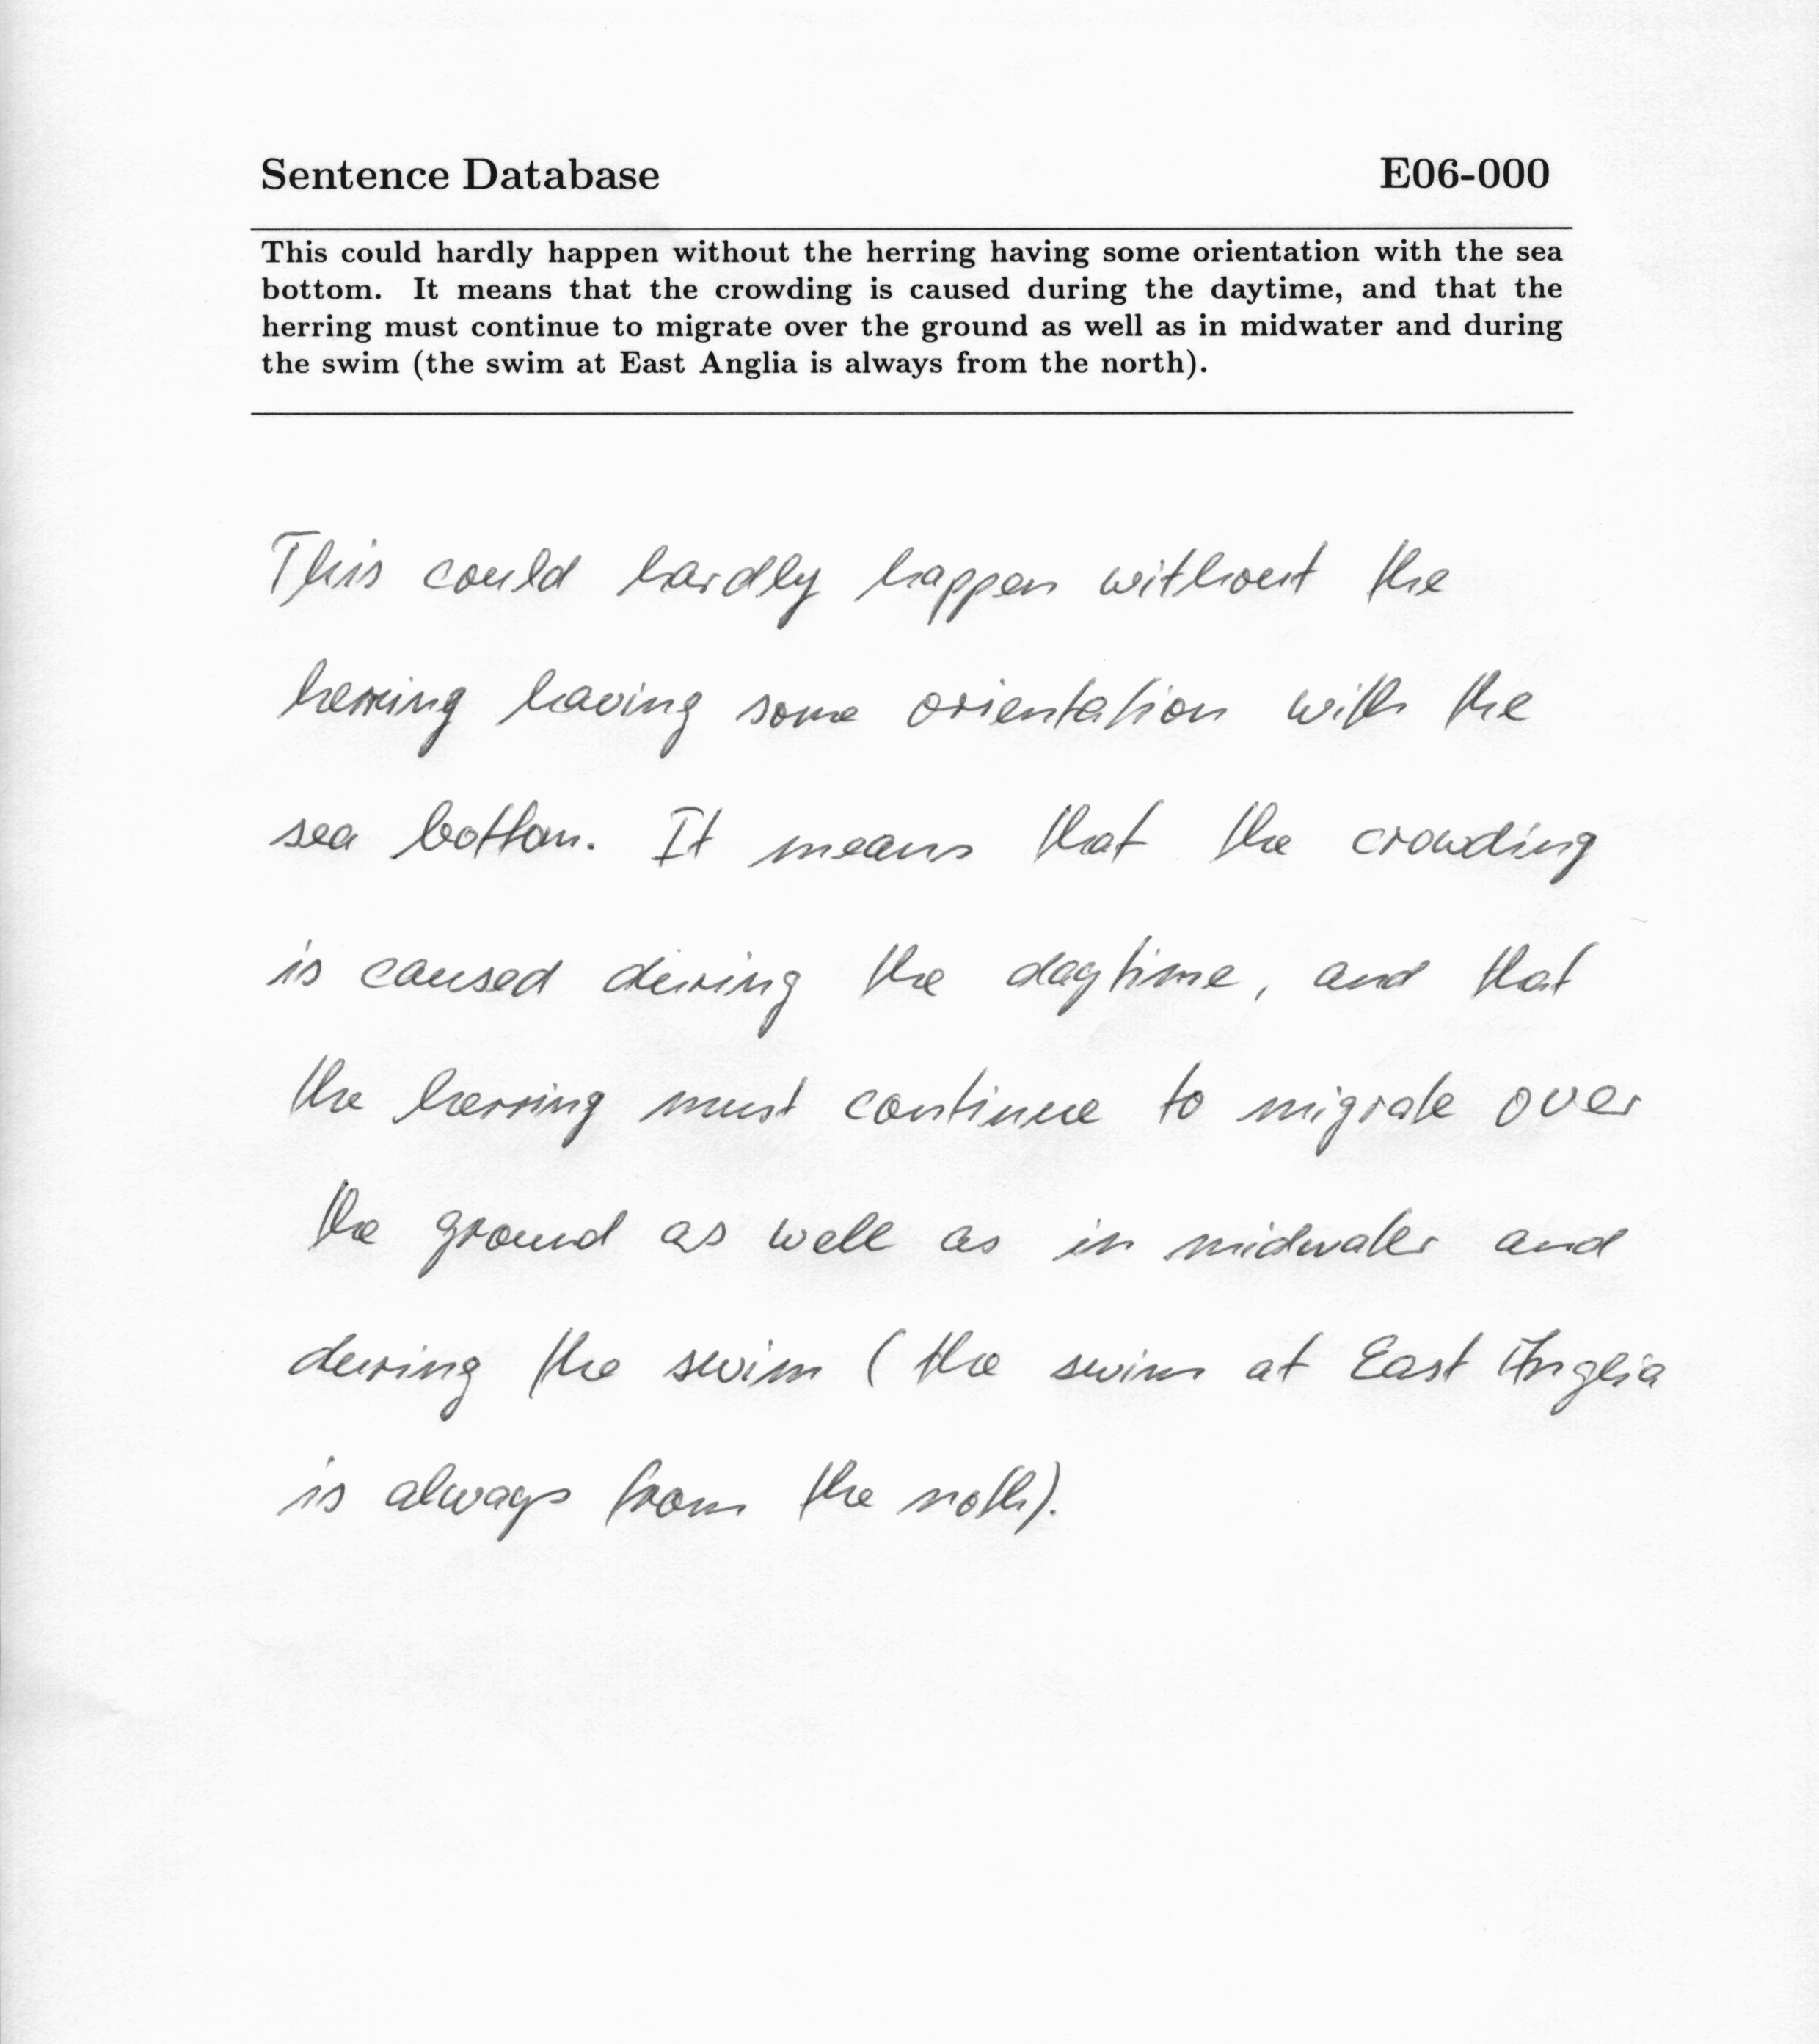 Sentence Database E06-000
This could hardly happen without the herring having some orientation with the sea
bottom. It means that the crowding is caused during the daytime, and that the
herring must continue to migrate over the ground as well as in midwater and during
the swim (the swim at East Anglia is always from the north).
This could hardly happen without the
herring having some orientation with the
sea bottom. It means that the crowding
is caused during the daytime, and that
the herring must continue to migrate over
the ground as well as in midwater and
during the swim (the swim at East Anglia
is always from the noth).